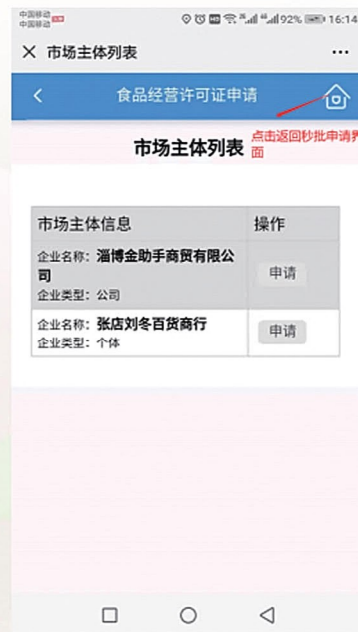 中国移动
中国移动
HD 92% 16:14
市场主体列表
食品经营许可证申请
市场主体列表
点击返回秒批申请界
面
市场主体信息 操作
企业名称：淄博金助手商贸有限公
司
企业类型：公司
申请
企业名称：张店刘冬百货商行
企业类型：个体
申请